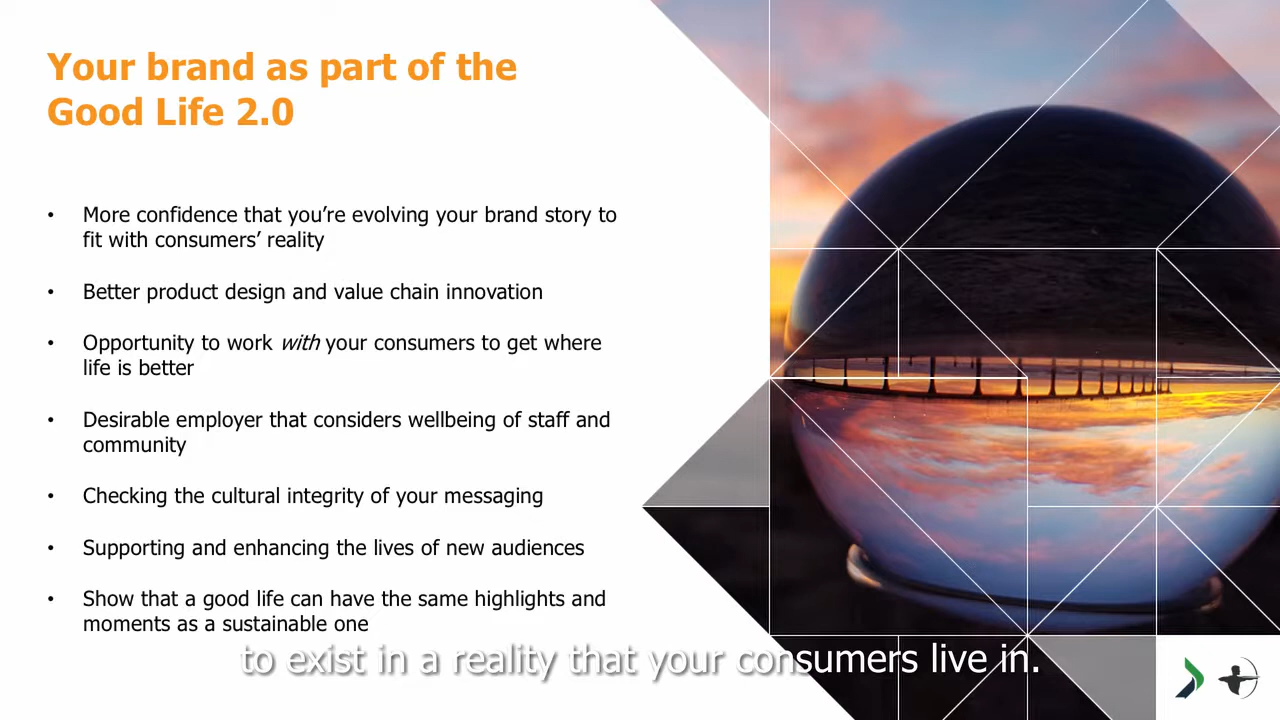 Your brand as part of the
Good Life 2.0
• More confidence that you’re evolving your brand story to
fit with consumers’ reality
• Better product design and value chain innovation
• Opportunity to work with your consumers to get where
life is better
• Desirable employer that considers wellbeing of staff and
community
• Checking the cultural integrity of your messaging
• Supporting and enhancing the lives of new audiences
• Show that a good life can have the same highlights and
moments as a sustainable one
to exist in a reality that your consumers live in.